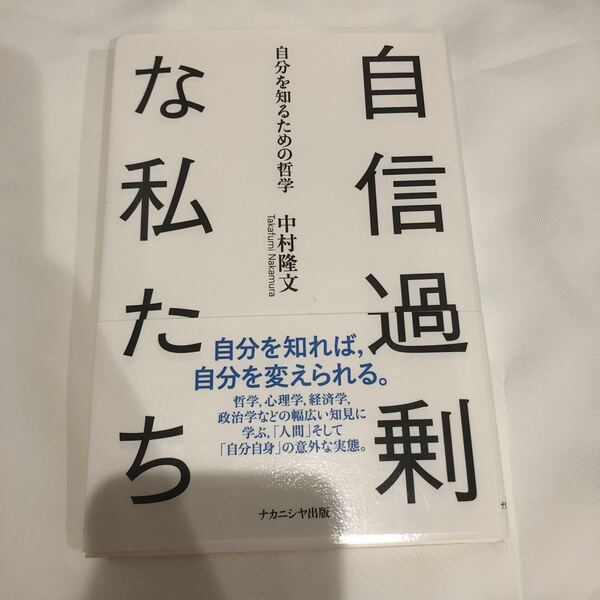 自信過剰
な私たち
自分を知るための哲学
中村隆文
Takafumi Nakamura
自分を知れば,
自分を変えられる。
哲学,心理学,経済学,
政治学などの幅広い知見に
学ぶ,「人間」そして
「自分自身」の意外な実態。
ナカニシヤ出版